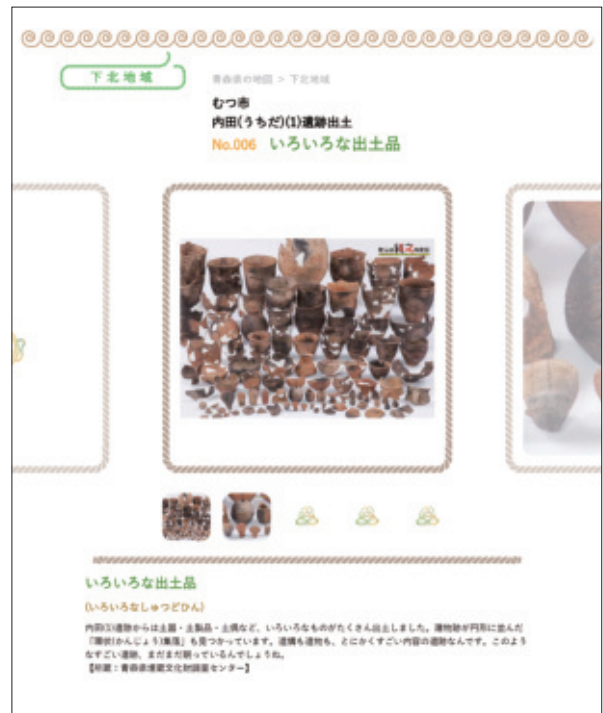 下北地域
青森県の地図 > 下北地域
むつ市
内田(うちだ)(1)遺跡出土
No.006 いろいろな出土品
いろいろな出土品
(いろいろなしゅつどひん)
内田(1)遺跡からは土器・土製品・土偶など、いろいろなものがたくさん出土しました。建物跡が円形に並んだ
「環状(かんじょう)集落」も見つかっています。遺構も遺物も、とにかくすごい内容の遺跡なんです。このよう
なすごい遺跡、まだまだ眠っているんでしょうね。
【所蔵:青森県埋蔵文化財調査センター】